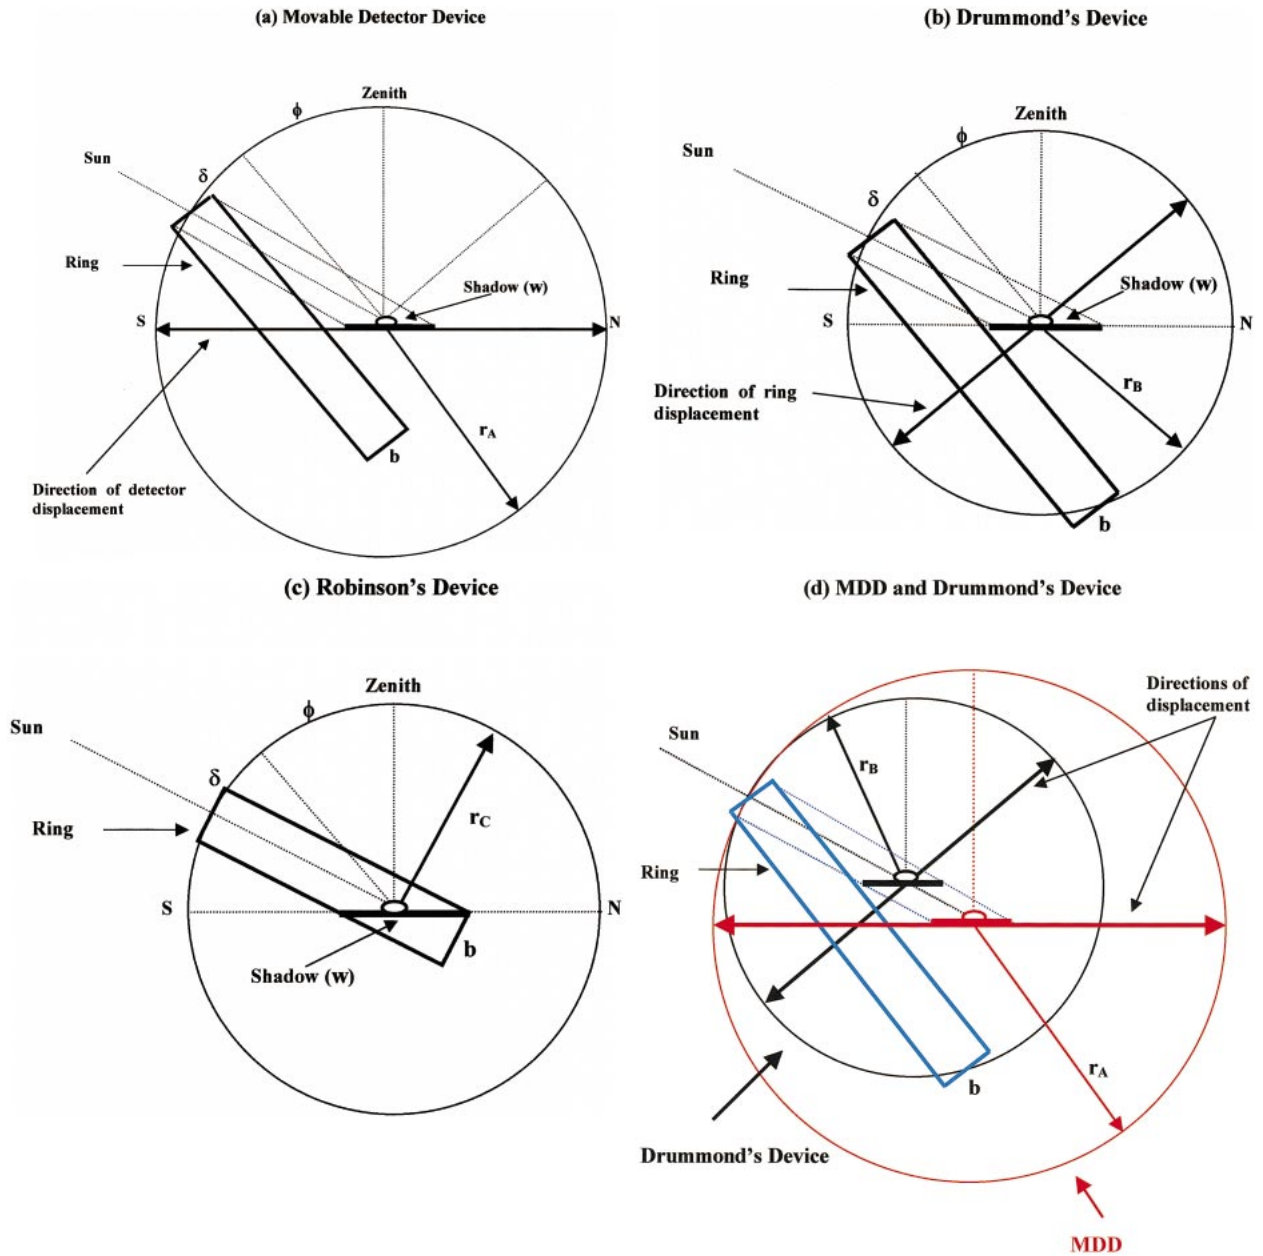 (a) Movable Detector Device
Zenith
ϕ
Sun
δ
Ring
Shadow (w)
S
N
rA
b
Direction of detector
displacement
(b) Drummond's Device
Zenith
ϕ
Sun
δ
Ring
Shadow (w)
S
N
rB
Direction of ring
displacement
b
(c) Robinson's Device
Zenith
ϕ
Sun
δ
Ring
rC
S
N
b
Shadow (w)
(d) MDD and Drummond's Device
Directions of
displacement
Sun
rB
Ring
rA
b
Drummond's Device
MDD